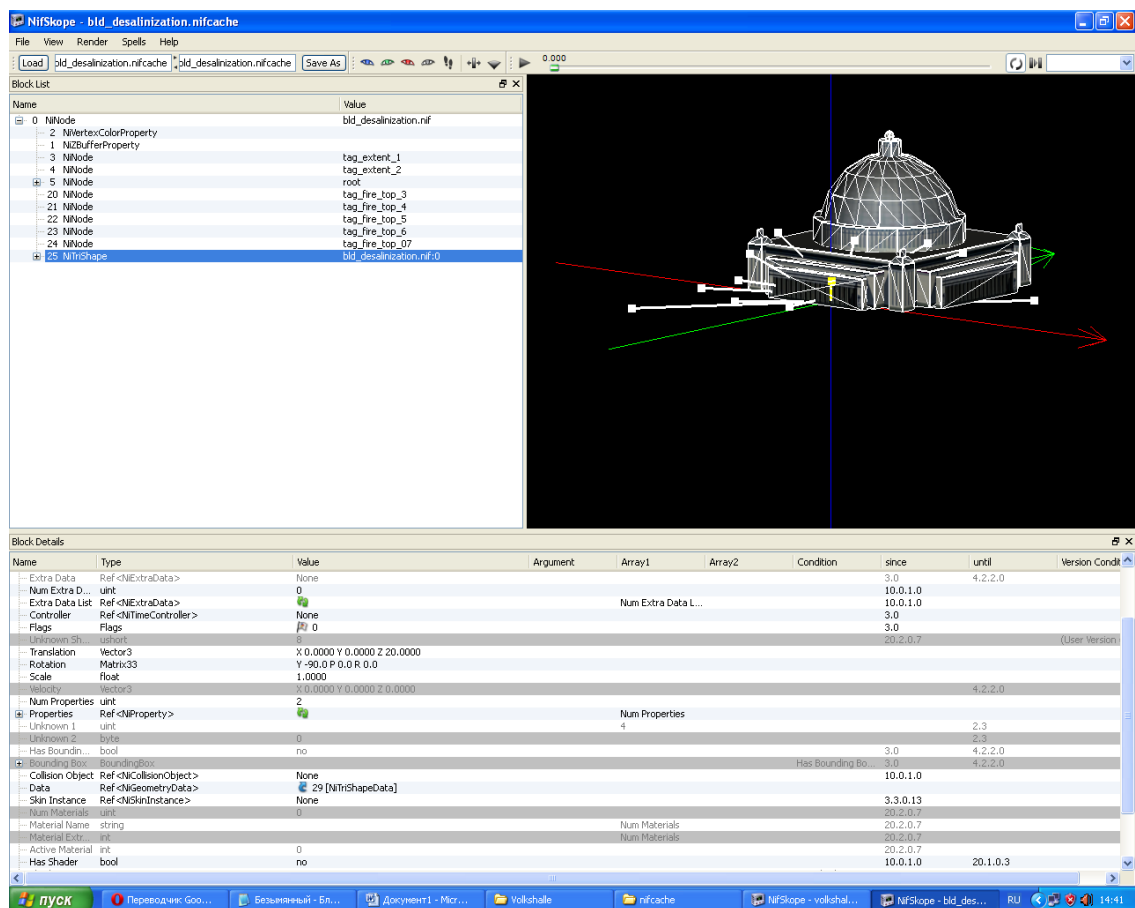 NifSkope - bld_desalinization.nifcache
File View Render Spells Help
Load bld_desalinization.nifcache bld_desalinization.nifcache Save As 0.000
Block List
Name Value
0 NiNode bld_desalinization.nif
2 NiVertexColorProperty
1 NiZBufferProperty
3 NiNode tag_extent_1
4 NiNode tag_extent_2
5 NiNode root
20 NiNode tag_fire_top_3
21 NiNode tag_fire_top_4
22 NiNode tag_fire_top_5
23 NiNode tag_fire_top_6
24 NiNode tag_fire_top_07
25 NiTriShape bld_desalinization.nif:0
Block Details
Name Type Value Argument Array1 Array2 Condition since until Version Condit
Extra Data Ref<NiExtraData> None 3.0 4.2.2.0
Num Extra D... uint 0 10.0.1.0
Extra Data List Ref<NiExtraData> Num Extra Data L... 10.0.1.0
Controller Ref<NiTimeController> None 3.0
Flags Flags 0 3.0
Unknown Sh... ushort 8 20.2.0.7 (User Version
Translation Vector3 X 0.0000 Y 0.0000 Z 20.0000
Rotation Matrix33 Y -90.0 P 0.0 R 0.0
Scale float 1.0000
Velocity Vector3 X 0.0000 Y 0.0000 Z 0.0000 4.2.2.0
Num Properties uint 2
Properties Ref<NiProperty> Num Properties
Unknown 1 uint 4 2.3
Unknown 2 byte 0 2.3
Has Boundin... bool no 3.0 4.2.2.0
Bounding Box BoundingBox Has Bounding Bo... 3.0 4.2.2.0
Collision Object Ref<NiCollisionObject> None 10.0.1.0
Data Ref<NiGeometryData> 29 [NiTriShapeData]
Skin Instance Ref<NiSkinInstance> None 3.3.0.13
Num Materials uint 0 20.2.0.7
Material Name string Num Materials 20.2.0.7
Material Extr... int Num Materials 20.2.0.7
Active Material int 0 20.2.0.7
Has Shader bool no 10.0.1.0 20.1.0.3
пуск Переводчик Goo... Безымянный - Бл... Документ1 - Micr... Volkshalle nifcache NifSkope - volkshal... NifSkope - bld_des... RU 14:41